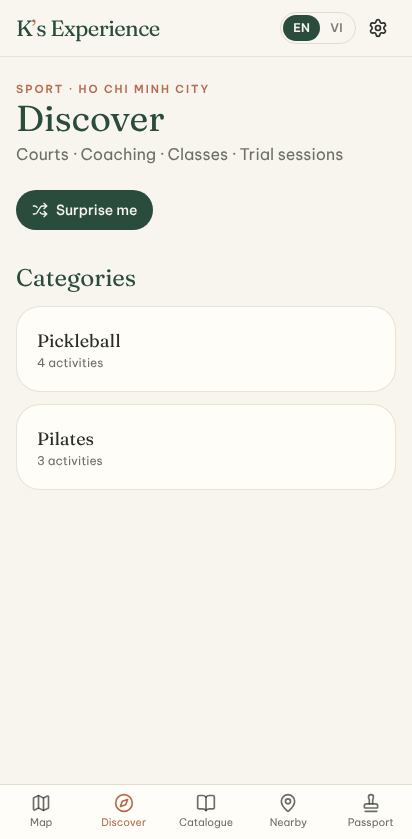 K's Experience
EN VI
SPORT · HO CHI MINH CITY
Discover
Courts · Coaching · Classes · Trial sessions
Surprise me
Categories
Pickleball
4 activities
Pilates
3 activities
Map Discover Catalogue Nearby Passport